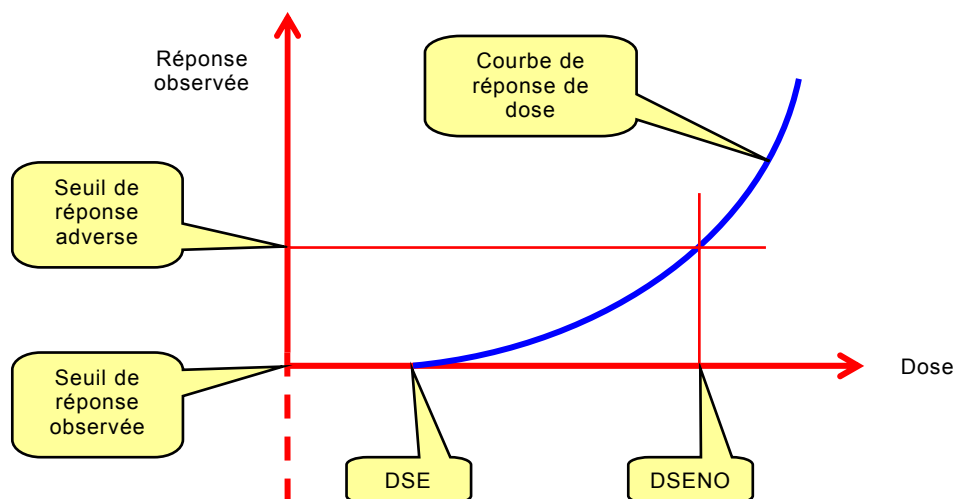 Réponse
observée
Courbe de
réponse de
dose
Seuil de
réponse
adverse
Seuil de
réponse
observée
Dose
DSE
DSENO